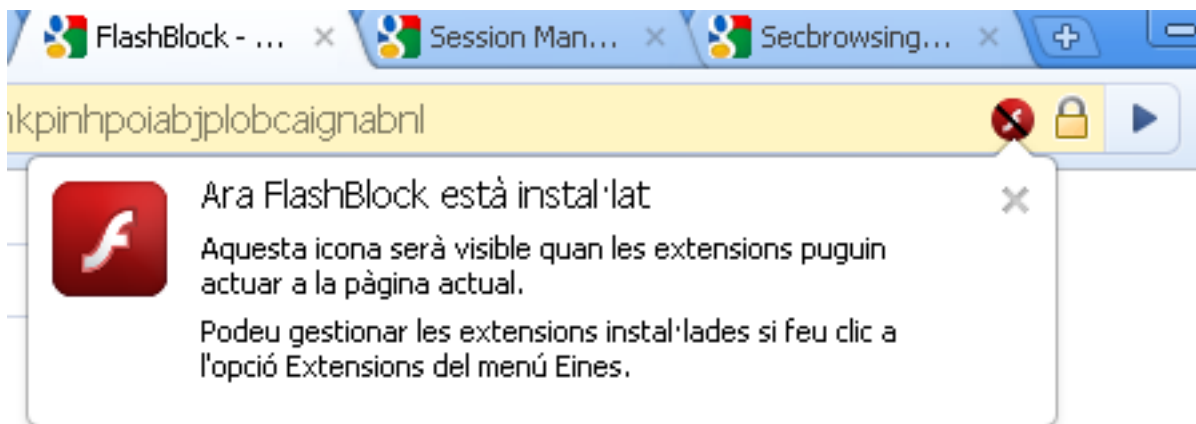 FlashBlock - ... Session Man... Secbrowsing...
kpinhpoiabjplobcaignabnl
Ara FlashBlock està instal·lat
Aquesta icona serà visible quan les extensions puguin
actuar a la pàgina actual.
Podeu gestionar les extensions instal·lades si feu clic a
l'opció Extensions del menú Eines.